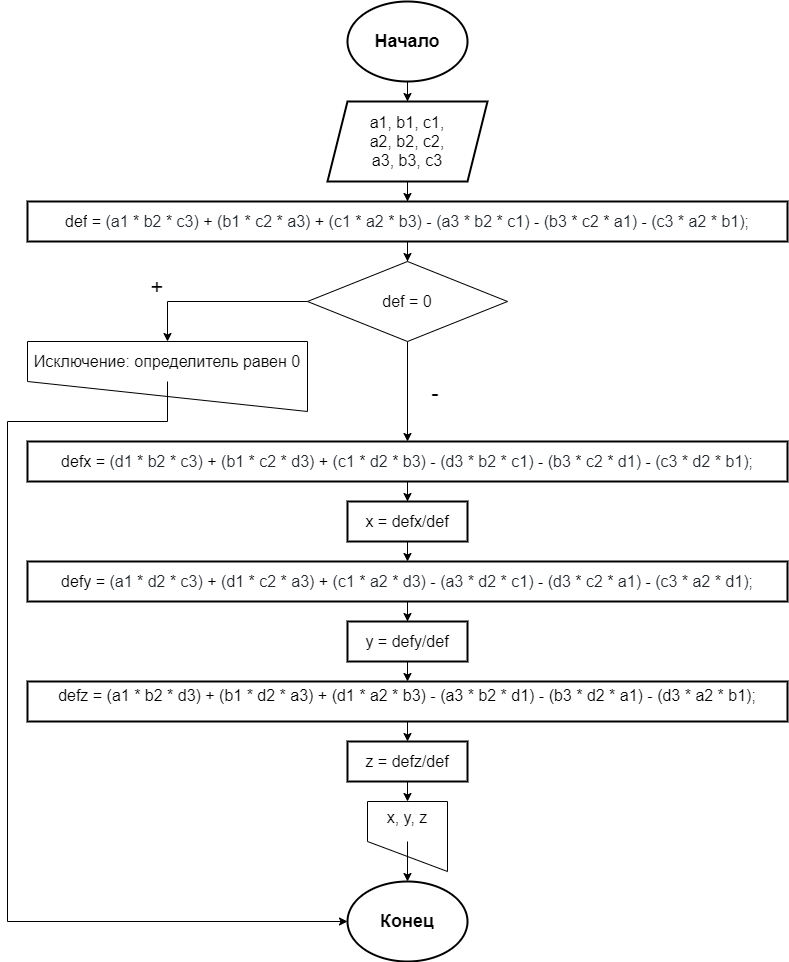 Начало
a1, b1, c1,
a2, b2, c2,
a3, b3, c3
def = (a1 * b2 * c3) + (b1 * c2 * a3) + (c1 * a2 * b3) - (a3 * b2 * c1) - (b3 * c2 * a1) - (c3 * a2 * b1);
def = 0
+
Исключение: определитель равен 0
-
defx = (d1 * b2 * c3) + (b1 * c2 * d3) + (c1 * d2 * b3) - (d3 * b2 * c1) - (b3 * c2 * d1) - (c3 * d2 * b1);
x = defx/def
defy = (a1 * d2 * c3) + (d1 * c2 * a3) + (c1 * a2 * d3) - (a3 * d2 * c1) - (d3 * c2 * a1) - (c3 * a2 * d1);
y = defy/def
defz = (a1 * b2 * d3) + (b1 * d2 * a3) + (d1 * a2 * b3) - (a3 * b2 * d1) - (b3 * d2 * a1) - (d3 * a2 * b1);
z = defz/def
x, y, z
Конец